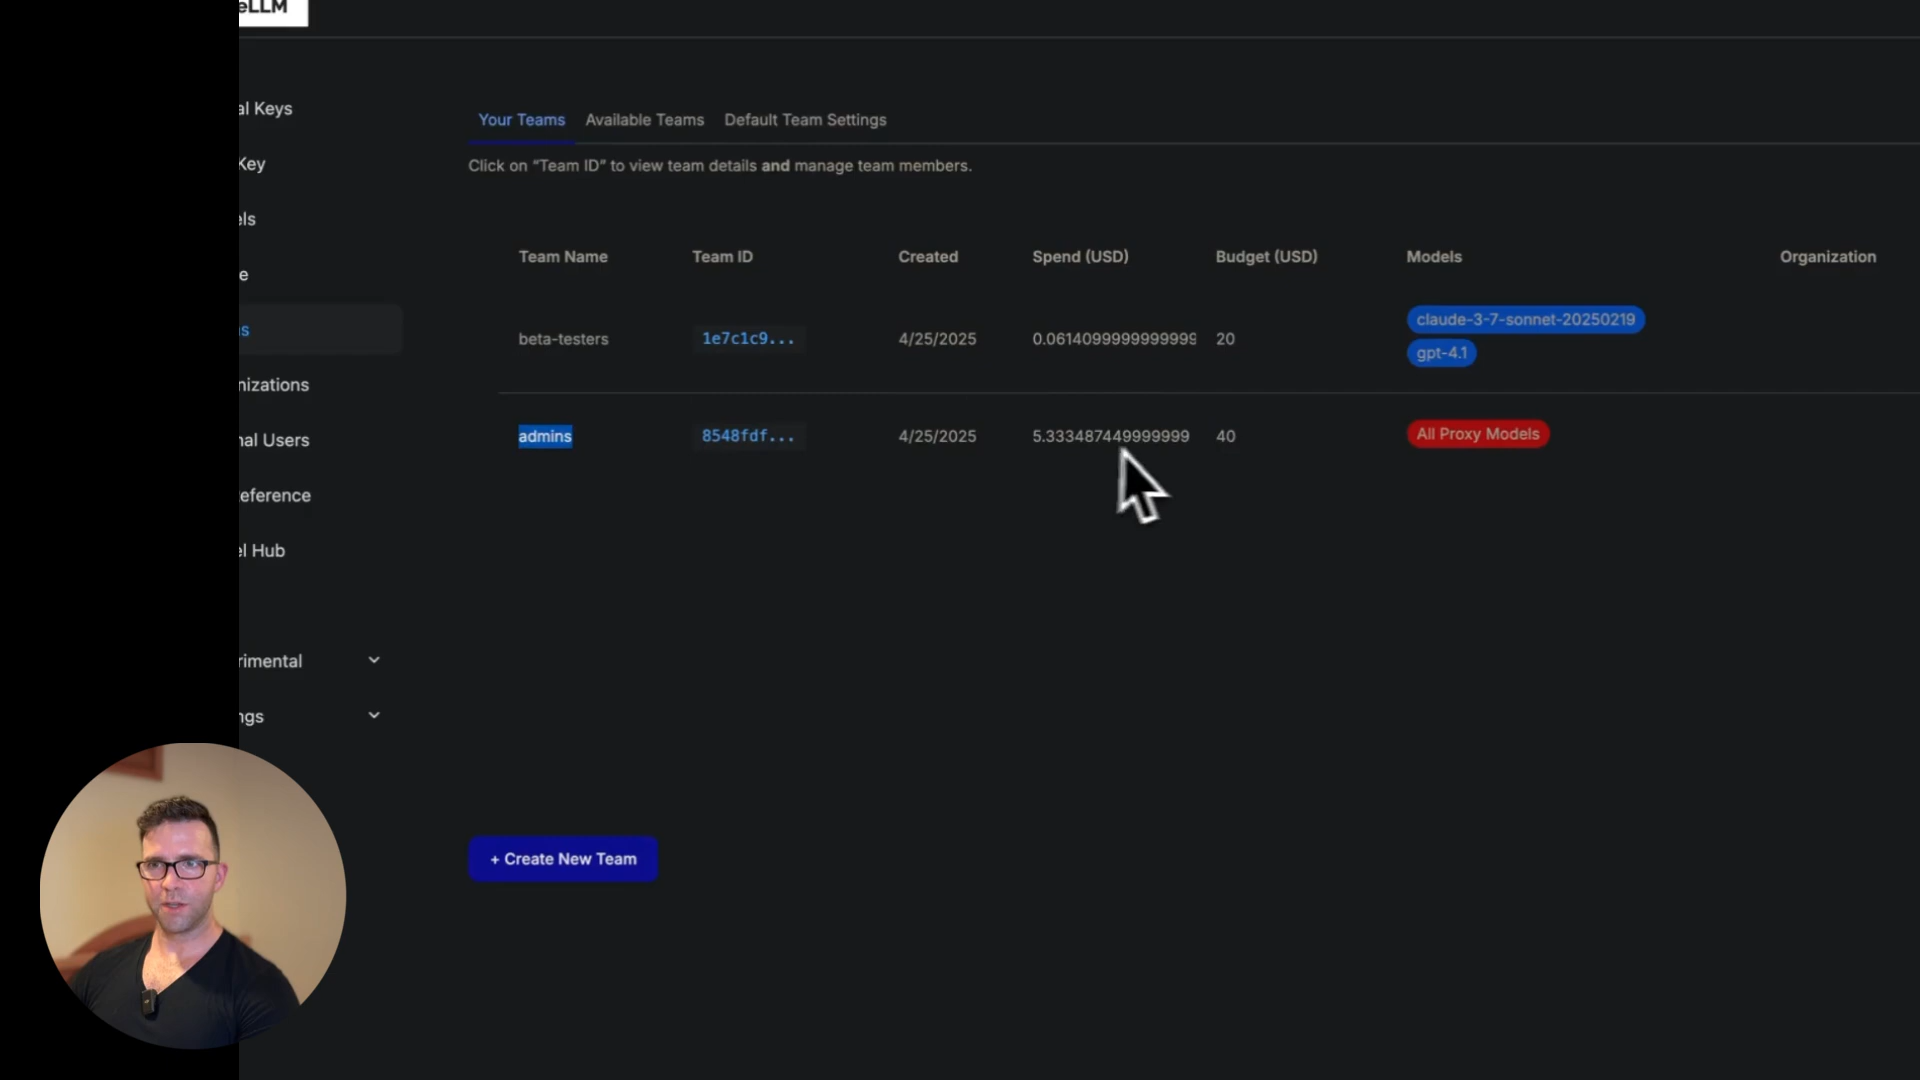 eLLM
al Keys
Key
els
e
s
nizations
nal Users
eference
el Hub
rimental
ngs
Your Teams Available Teams Default Team Settings
Click on “Team ID” to view team details and manage team members.
Team Name Team ID Created Spend (USD) Budget (USD) Models Organization
beta-testers 1e7c1c9... 4/25/2025 0.0614099999999999 20 claude-3-7-sonnet-20250219
gpt-4.1
admins 8548fdf... 4/25/2025 5.333487449999999 40 All Proxy Models
+ Create New Team